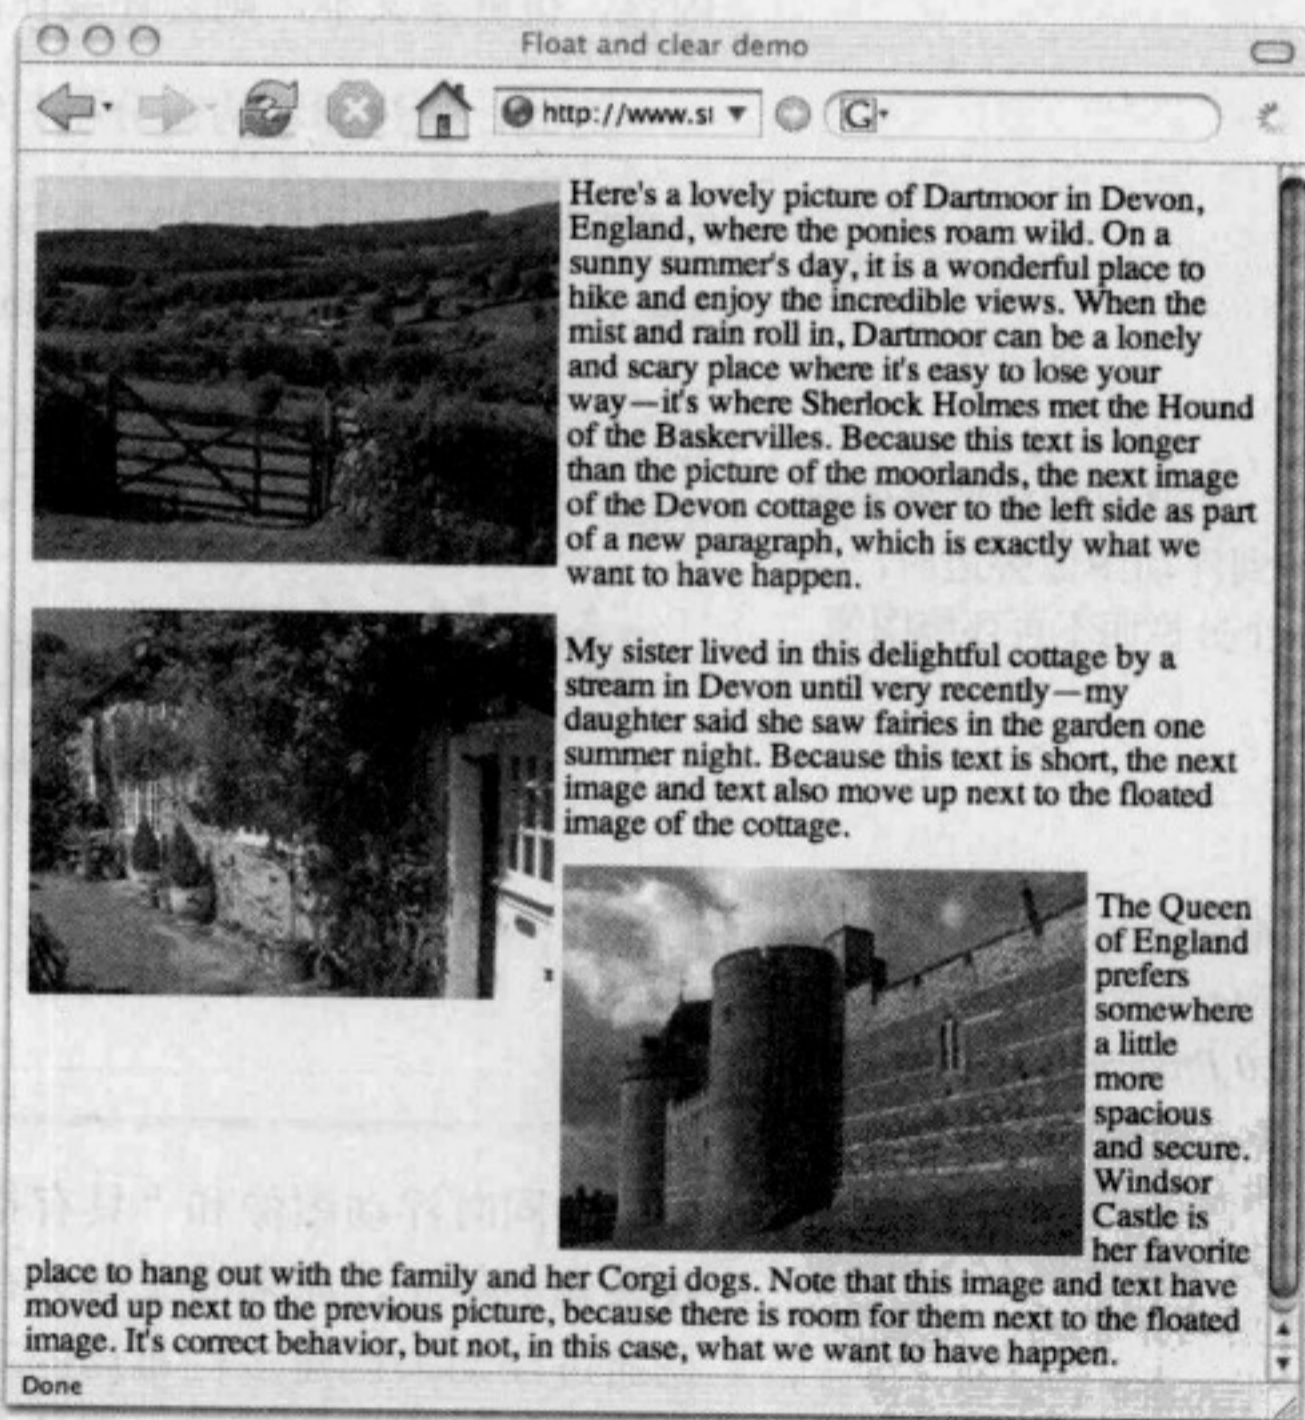 Float and clear demo
http://www.si
G
Here's a lovely picture of Dartmoor in Devon,
England, where the ponies roam wild. On a
sunny summer's day, it is a wonderful place to
hike and enjoy the incredible views. When the
mist and rain roll in, Dartmoor can be a lonely
and scary place where it's easy to lose your
way—it's where Sherlock Holmes met the Hound
of the Baskervilles. Because this text is longer
than the picture of the moorlands, the next image
of the Devon cottage is over to the left side as part
of a new paragraph, which is exactly what we
want to have happen.
My sister lived in this delightful cottage by a
stream in Devon until very recently—my
daughter said she saw fairies in the garden one
summer night. Because this text is short, the next
image and text also move up next to the floated
image of the cottage.
The Queen
of England
prefers
somewhere
a little
more
spacious
and secure.
Windsor
Castle is
her favorite
place to hang out with the family and her Corgi dogs. Note that this image and text have
moved up next to the previous picture, because there is room for them next to the floated
image. It's correct behavior, but not, in this case, what we want to have happen.
Done